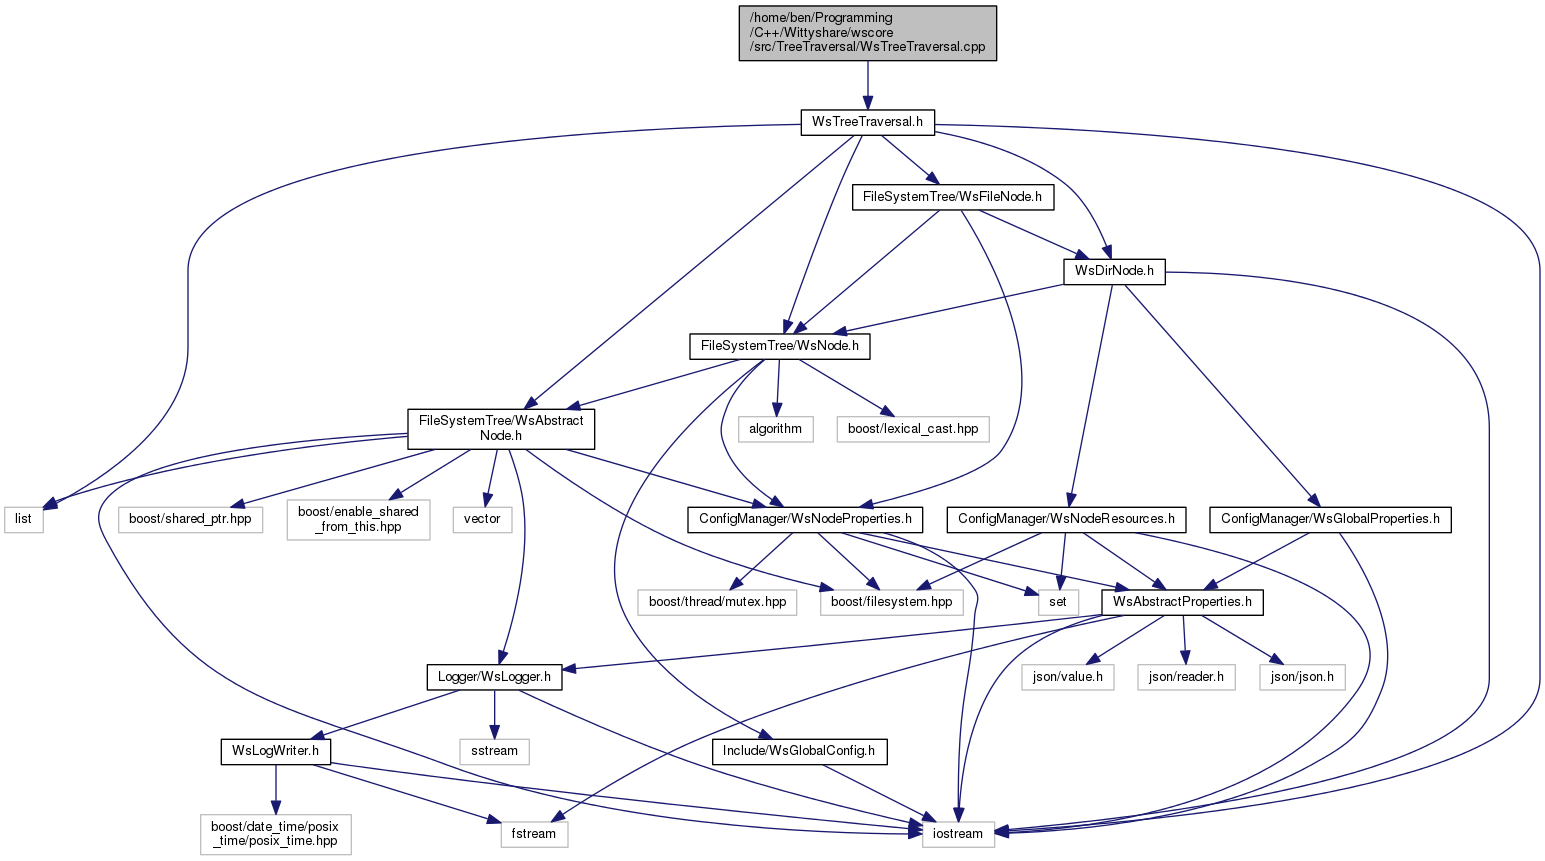 /home/ben/Programming
/C++/Wittyshare/wscore
/src/TreeTraversal/WsTreeTraversal.cpp
WsTreeTraversal.h
FileSystemTree/WsFileNode.h
WsDirNode.h
FileSystemTree/WsNode.h
FileSystemTree/WsAbstract
Node.h
algorithm
boost/lexical_cast.hpp
list
boost/shared_ptr.hpp
boost/enable_shared
_from_this.hpp
vector
ConfigManager/WsNodeProperties.h
ConfigManager/WsNodeResources.h
ConfigManager/WsGlobalProperties.h
boost/thread/mutex.hpp
boost/filesystem.hpp
set
WsAbstractProperties.h
Logger/WsLogger.h
json/value.h
json/reader.h
json/json.h
WsLogWriter.h
sstream
Include/WsGlobalConfig.h
boost/date_time/posix
_time/posix_time.hpp
fstream
iostream